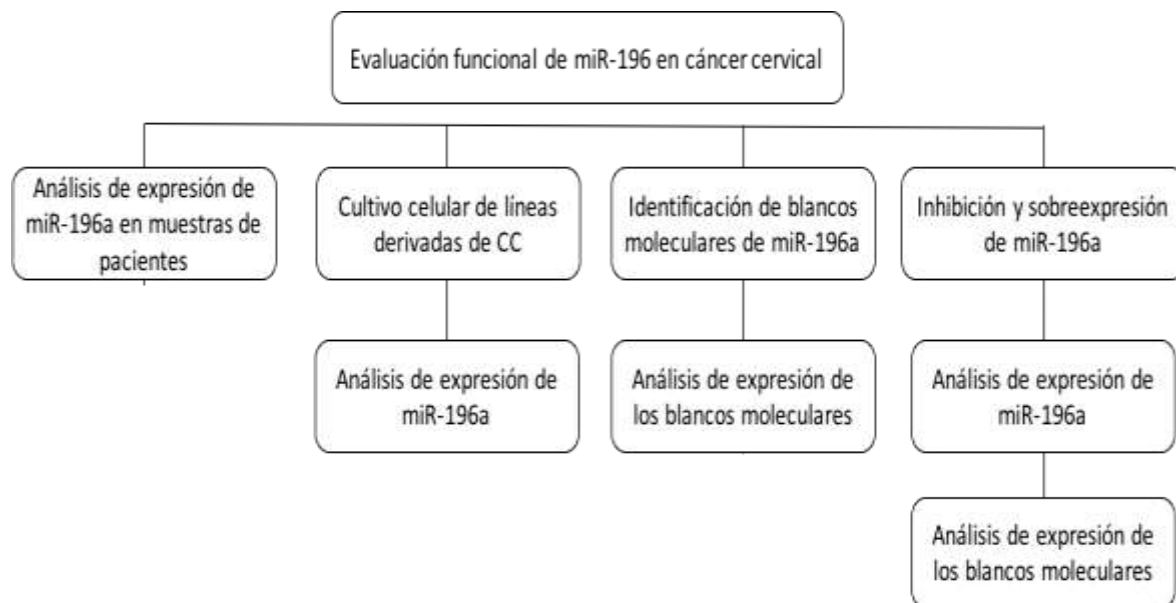 Evaluación funcional de miR-196 en cáncer cervical
Análisis de expresión de
miR-196a en muestras de
pacientes
Cultivo celular de líneas
derivadas de CC
Identificación de blancos
moleculares de miR-196a
Inhibición y sobreexpresión
de miR-196a
Análisis de expresión de
miR-196a
Análisis de expresión de
los blancos moleculares
Análisis de expresión de
miR-196a
Análisis de expresión de
los blancos moleculares